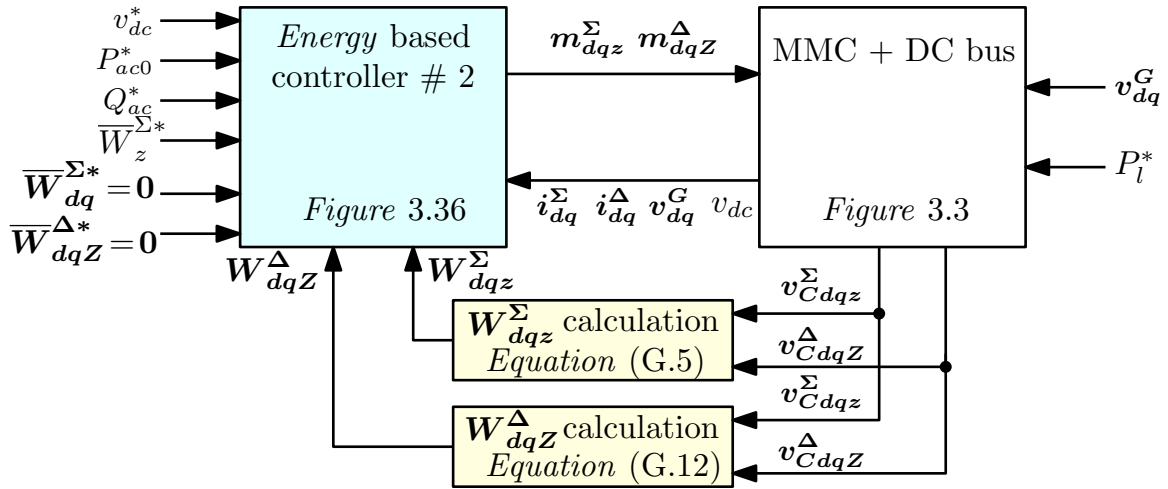 v*dc
P*ac0
Q*ac
W̅Σ*z
W̅Σ*dq = 0
W̅Δ*dqZ = 0
Energy based
controller # 2
Figure 3.36
mΣdqz mΔdqZ
iΣdq iΔdq vGdq vdc
MMC + DC bus
Figure 3.3
vGdq
P*l
WΔdqZ WΣdqz
WΣdqz calculation
Equation (G.5)
vΣCdqz
vΔCdqZ
WΔdqZ calculation
Equation (G.12)
vΣCdqz
vΔCdqZ